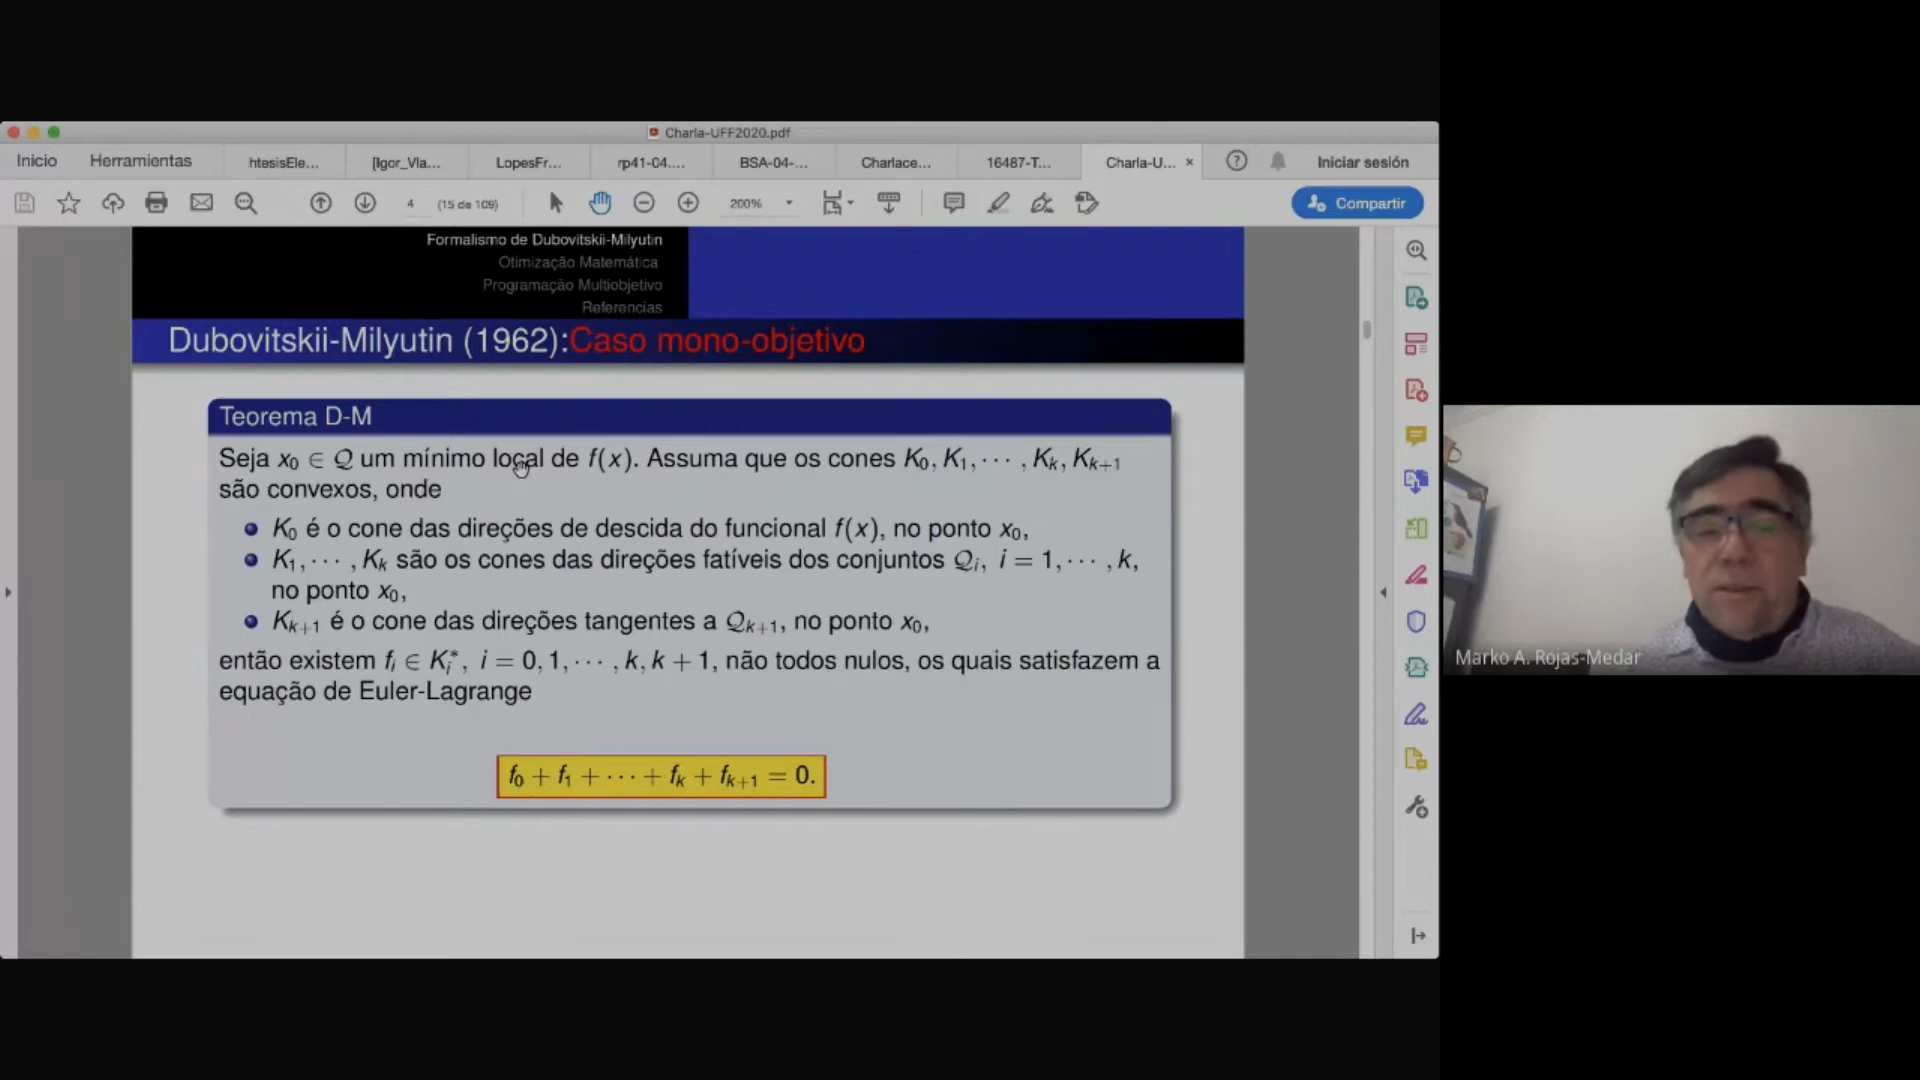 Charla-UFF2020.pdf
Inicio Herramientas htesisEle... [Igor_Vla... LopesFr... rp41-04.... BSA-04-... Charlace... 16487-T... Charla-U... × ? Iniciar sesión
4 (15 de 109) 200% Compartir
Formalismo de Dubovitskii-Milyutin
Otimização Matemática
Programação Multiobjetivo
Referencias
Dubovitskii-Milyutin (1962):Caso mono-objetivo
Teorema D-M
Seja x₀ ∈ 𝒬 um mínimo local de f(x). Assuma que os cones K₀, K₁, ⋯ , Kₖ, Kₖ₊₁
são convexos, onde
● K₀ é o cone das direções de descida do funcional f(x), no ponto x₀,
● K₁, ⋯ , Kₖ são os cones das direções fatíveis dos conjuntos 𝒬ᵢ, i = 1, ⋯ , k,
no ponto x₀,
● Kₖ₊₁ é o cone das direções tangentes a 𝒬ₖ₊₁, no ponto x₀,
então existem fᵢ ∈ Kᵢ*, i = 0, 1, ⋯ , k, k + 1, não todos nulos, os quais satisfazem a
equação de Euler-Lagrange
f₀ + f₁ + ⋯ + fₖ + fₖ₊₁ = 0.
Marko A. Rojas-Medar